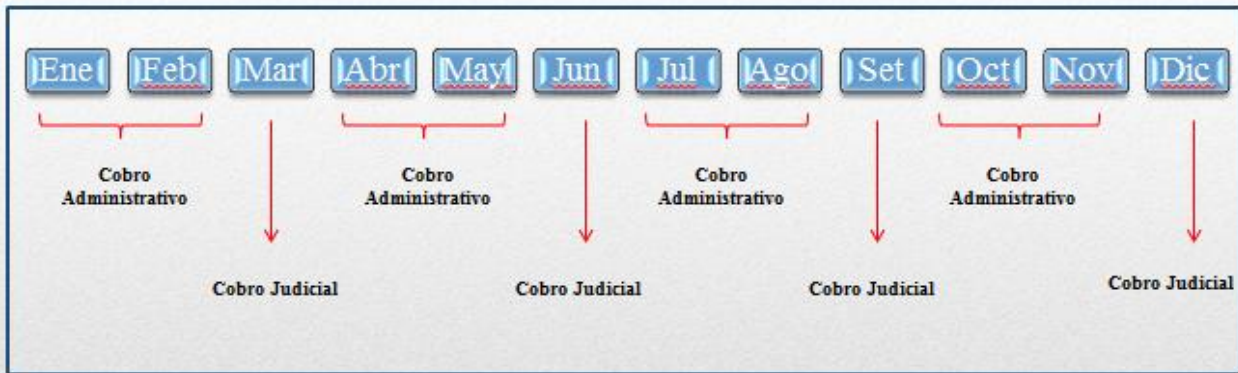 Ene Feb Mar Abr May Jun Jul Ago Set Oct Nov Dic
Cobro
Administrativo
Cobro
Administrativo
Cobro
Administrativo
Cobro
Administrativo
Cobro Judicial
Cobro Judicial
Cobro Judicial
Cobro Judicial